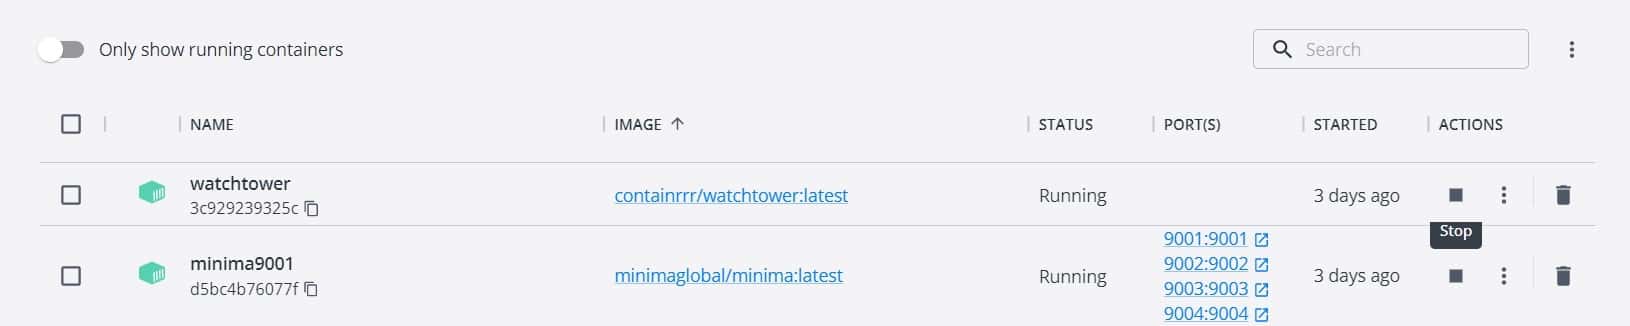 Only show running containers
Search
NAME IMAGE ↑ STATUS PORT(S) STARTED ACTIONS
watchtower
3c929239325c
containrrr/watchtower:latest Running 3 days ago
Stop
minima9001
d5bc4b76077f
minimaglobal/minima:latest Running
9001:9001
9002:9002
9003:9003
9004:9004
3 days ago